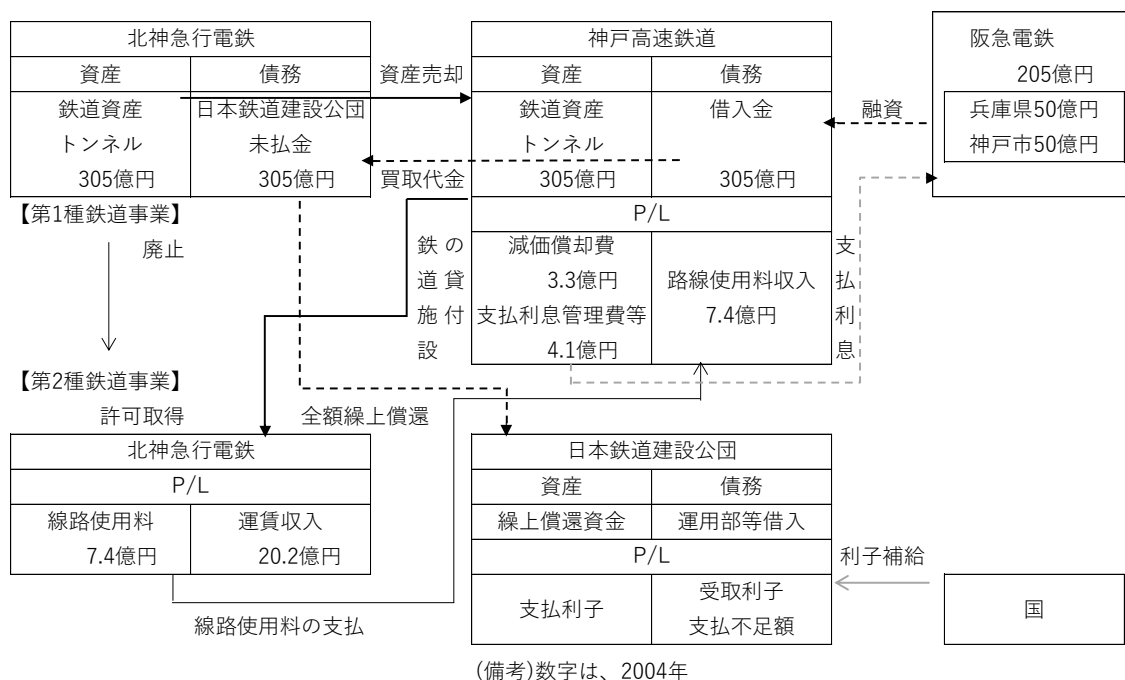 北神急行電鉄
資産
債務
鉄道資産
トンネル
305億円
日本鉄道建設公団
未払金
305億円
【第1種鉄道事業】
廃止
【第2種鉄道事業】
許可取得
資産売却
買取代金
神戸高速鉄道
資産
債務
鉄道資産
トンネル
305億円
借入金
305億円
P/L
減価償却費
3.3億円
支払利息管理費等
4.1億円
路線使用料収入
7.4億円
融資
阪急電鉄
205億円
兵庫県50億円
神戸市50億円
支払利息
鉄道施設
の貸付
全額繰上償還
北神急行電鉄
P/L
線路使用料
7.4億円
運賃収入
20.2億円
線路使用料の支払
日本鉄道建設公団
資産
債務
繰上償還資金
運用部等借入
P/L
支払利子
受取利子
支払不足額
利子補給
国
(備考)数字は、2004年